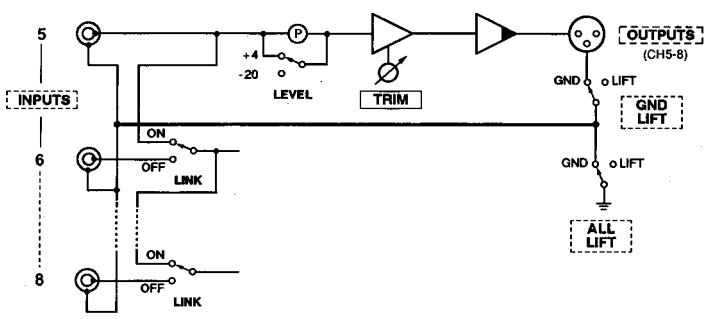 5
P
OUTPUTS
(CH5-8)
+4
-20
LEVEL
TRIM
GND
LIFT
GND
LIFT
INPUTS
ON
OFF
LINK
6
GND
LIFT
ALL
LIFT
ON
OFF
LINK
8